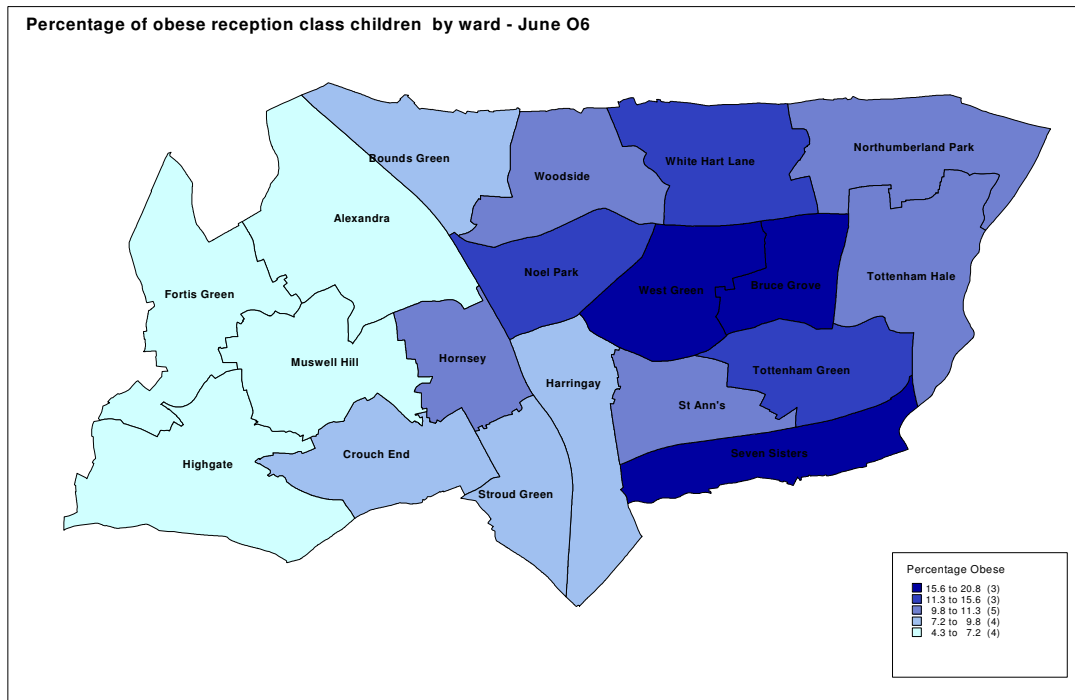 Percentage of obese reception class children by ward - June O6
Northumberland Park
Bounds Green
White Hart Lane
Woodside
Alexandra
Noel Park
Tottenham Hale
Bruce Grove
West Green
Fortis Green
Hornsey
Muswell Hill
Tottenham Green
Harringay
St Ann's
Seven Sisters
Crouch End
Highgate
Stroud Green
Percentage Obese
15.6 to 20.8 (3)
11.3 to 15.6 (3)
9.8 to 11.3 (5)
7.2 to 9.8 (4)
4.3 to 7.2 (4)